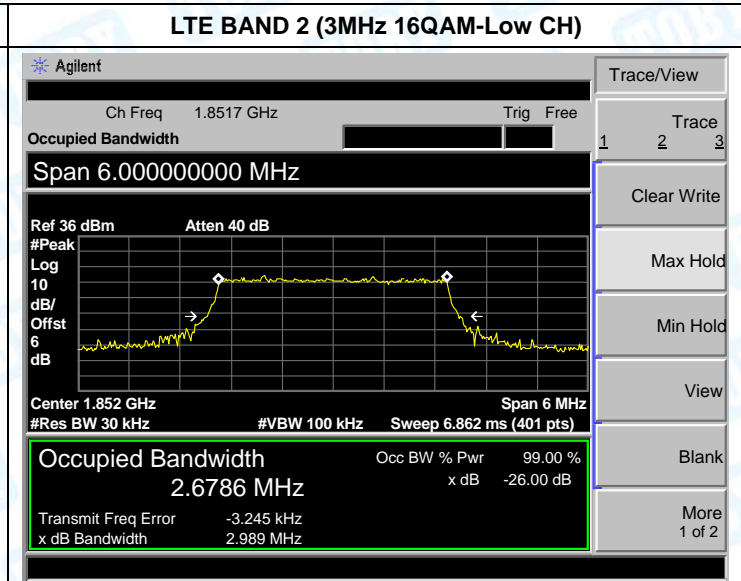 LTE BAND 2 (3MHz 16QAM-Low CH)
Agilent
Trace/View
Ch Freq 1.8517 GHz Trig Free
Occupied Bandwidth
Trace
1 2 3
Span 6.000000000 MHz
Clear Write
Ref 36 dBm Atten 40 dB
#Peak
Log
10
dB/
Offst
6
dB
Max Hold
Min Hold
View
Center 1.852 GHz Span 6 MHz
#Res BW 30 kHz #VBW 100 kHz Sweep 6.862 ms (401 pts)
Occupied Bandwidth Occ BW % Pwr 99.00 %
2.6786 MHz x dB -26.00 dB
Blank
Transmit Freq Error -3.245 kHz
x dB Bandwidth 2.989 MHz
More
1 of 2